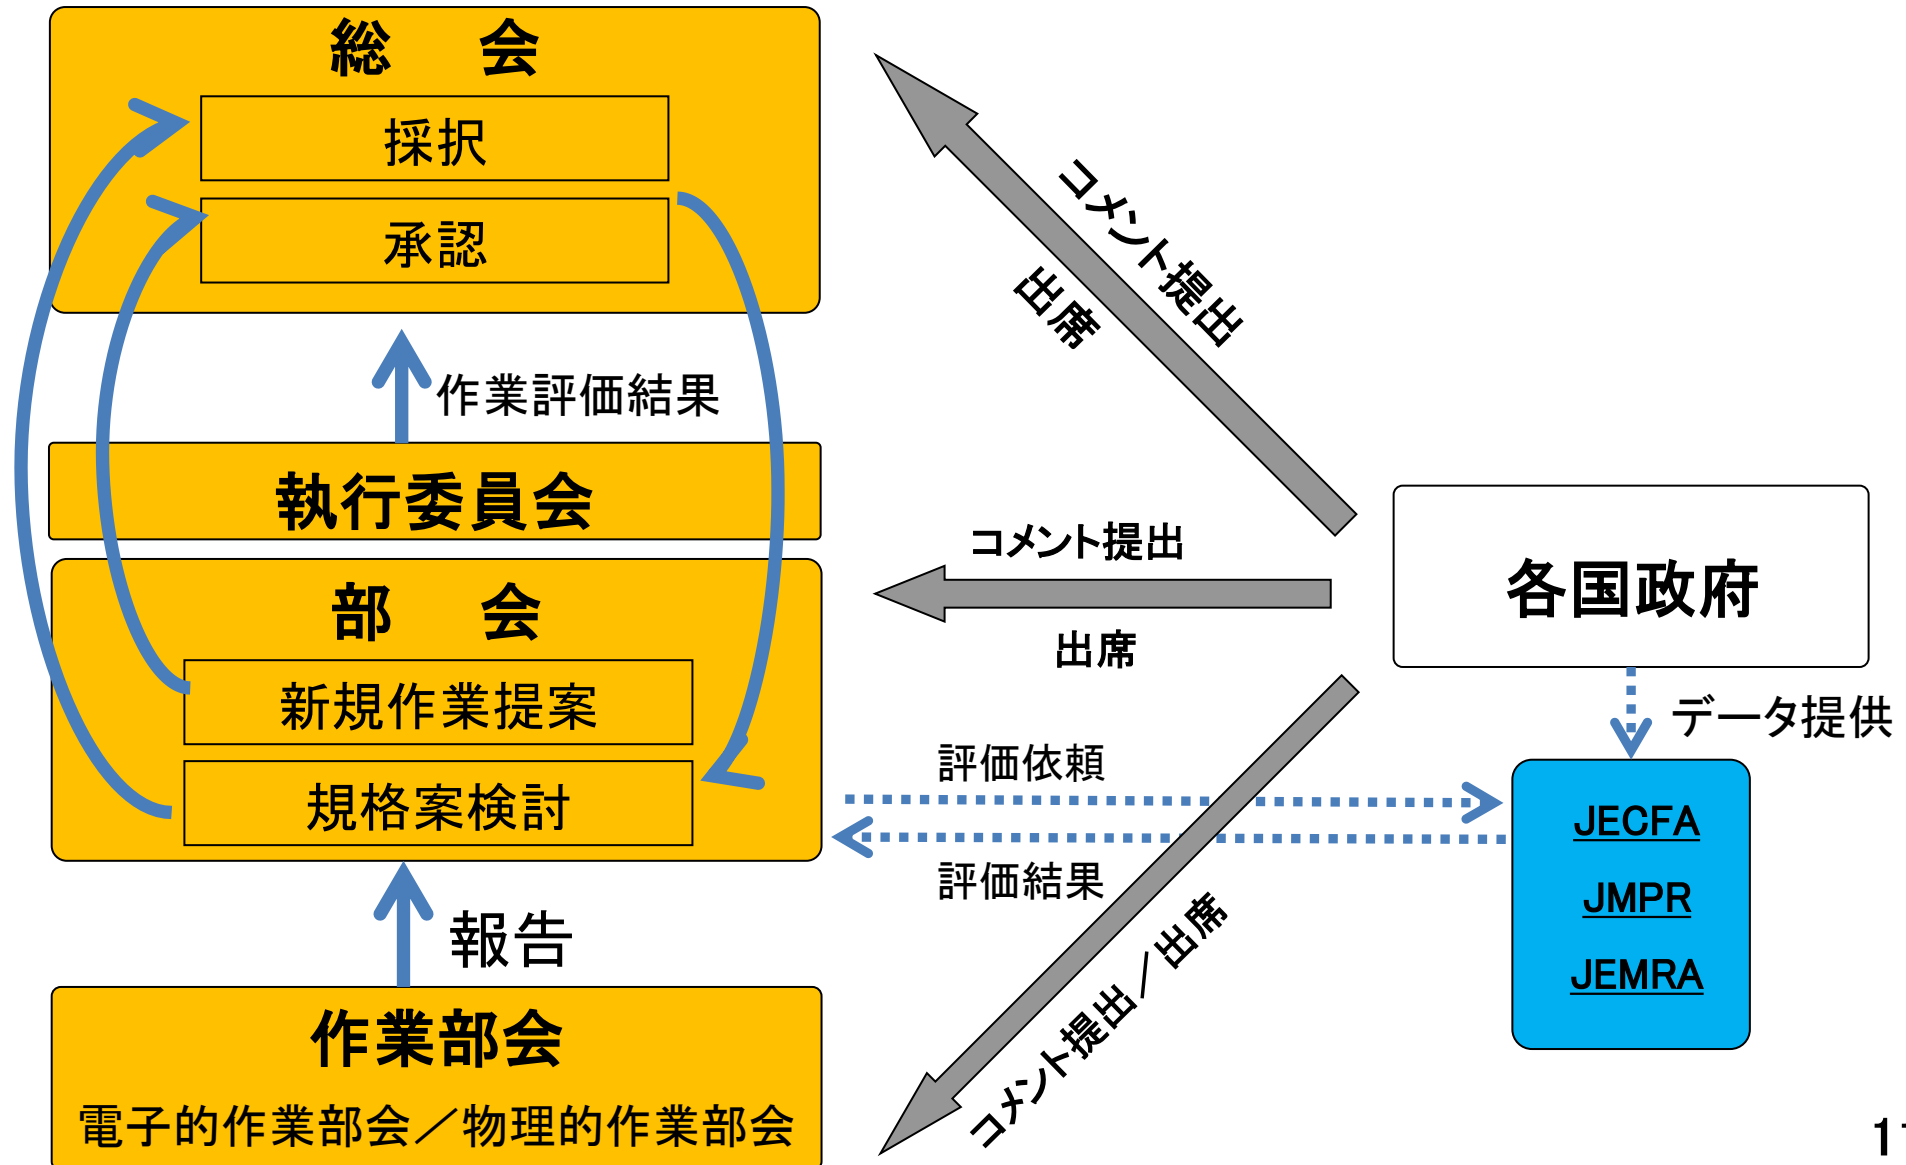 総　会
採択
承認
作業評価結果
執行委員会
部　会
新規作業提案
規格案検討
報告
作業部会
電子的作業部会／物理的作業部会
コメント提出
出席
コメント提出
出席
評価依頼
評価結果
コメント提出／出席
各国政府
データ提供
JECFA
JMPR
JEMRA